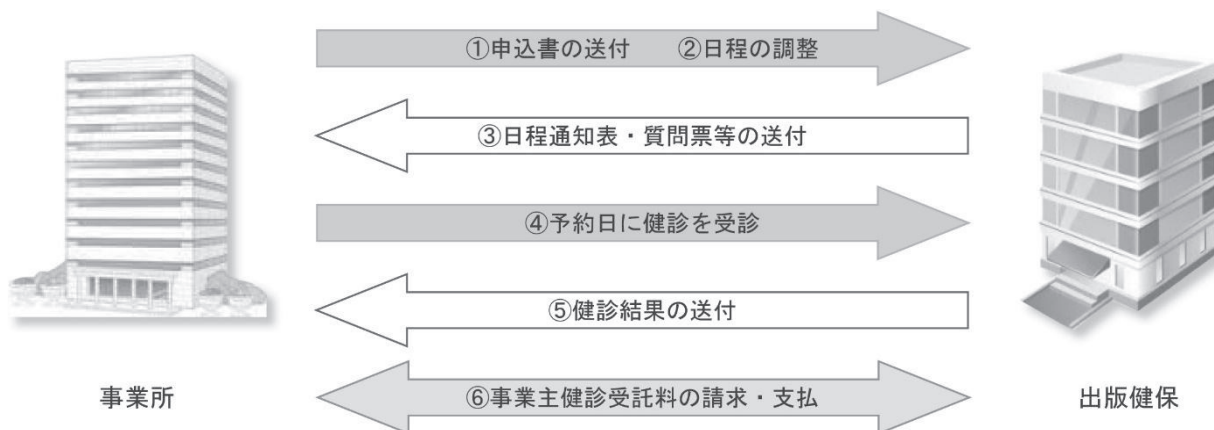 ①申込書の送付　　②日程の調整
③日程通知表・質問票等の送付
④予約日に健診を受診
⑤健診結果の送付
⑥事業主健診受託料の請求・支払
事業所
出版健保